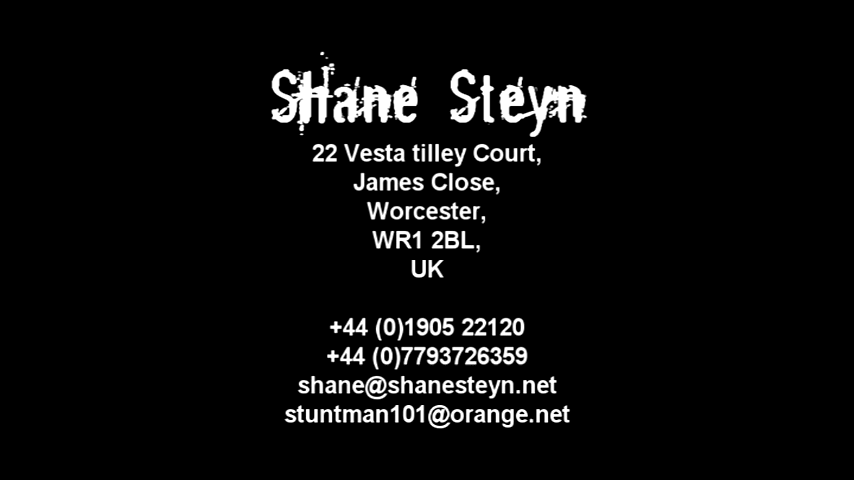 Shane Steyn
22 Vesta tilley Court,
James Close,
Worcester,
WR1 2BL,
UK
+44 (0)1905 22120
+44 (0)7793726359
shane@shanesteyn.net
stuntman101@orange.net